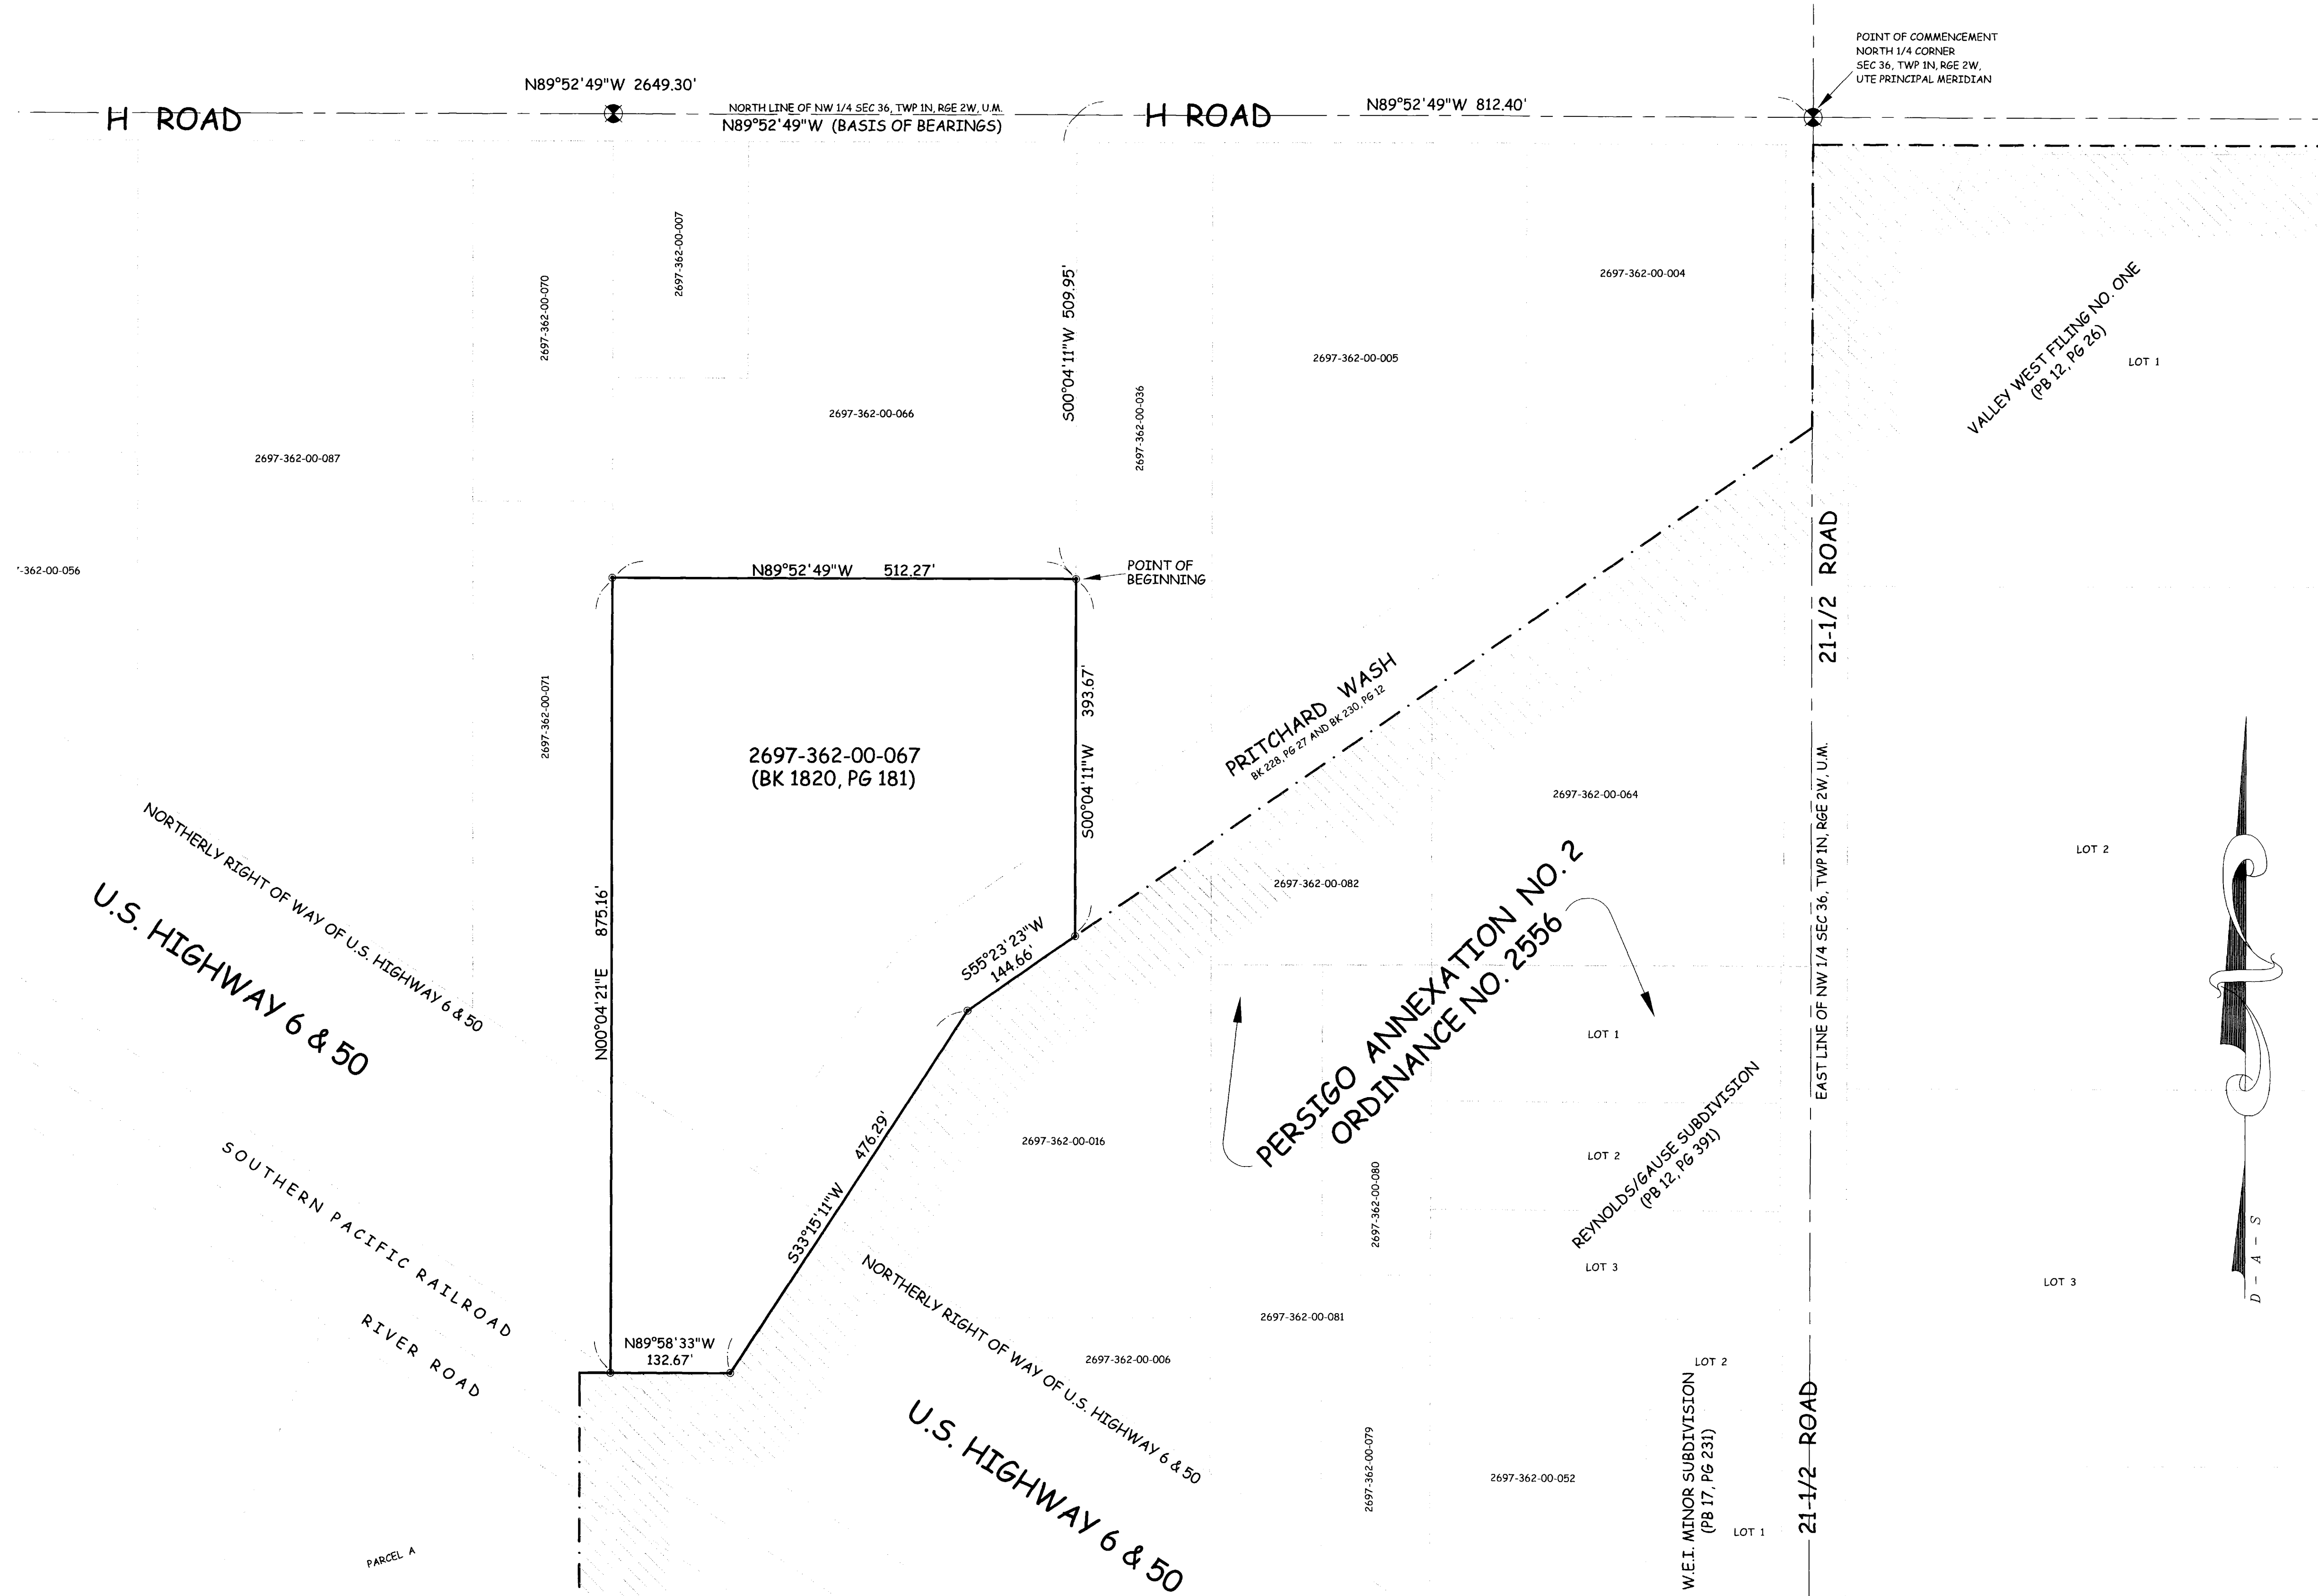 POINT OF COMMENCEMENT
NORTH 1/4 CORNER
SEC 36, TWP 1N, RGE 2W,
UTE PRINCIPAL MERIDIAN
N89°52'49"W 2649.30'
H ROAD
NORTH LINE OF NW 1/4 SEC 36, TWP 1N, RGE 2W, U.M.
N89°52'49"W (BASIS OF BEARINGS)
H ROAD
N89°52'49"W 812.40'
2697-362-00-007
2697-362-00-070
S00°04'11"W 509.95'
2697-362-00-004
2697-362-00-005
2697-362-00-036
2697-362-00-066
2697-362-00-087
VALLEY WEST FILING NO. ONE
(PB 12, PG 26)
LOT 1
-362-00-056
N89°52'49"W 512.27'
POINT OF
BEGINNING
21-1/2 ROAD
2697-362-00-071
393.67'
S00°04'11"W
PRITCHARD WASH
BK 228, PG 27 AND BK 230, PG 12
2697-362-00-067
(BK 1820, PG 181)
2697-362-00-064
EAST LINE OF NW 1/4 SEC 36, TWP 1N, RGE 2W, U.M.
LOT 2
2697-362-00-082
NORTHERLY RIGHT OF WAY OF U.S. HIGHWAY 6 & 50
U.S. HIGHWAY 6 & 50
N00°04'21"E 875.16'
S55°23'23"W
144.66'
PERSIGO ANNEXATION NO. 2
ORDINANCE NO. 2556
LOT 1
2697-362-00-016
476.29'
S33°15'11"W
LOT 2
2697-362-00-080
REYNOLDS/GAUSE SUBDIVISION
(PB 12, PG 391)
SOUTHERN PACIFIC RAILROAD
RIVER ROAD
LOT 3
LOT 3
D-A-S
NORTHERLY RIGHT OF WAY OF U.S. HIGHWAY 6 & 50
2697-362-00-081
N89°58'33"W
132.67'
2697-362-00-006
LOT 2
U.S. HIGHWAY 6 & 50
2697-362-00-079
2697-362-00-052
W.E.I. MINOR SUBDIVISION
(PB 17, PG 231)
21-1/2 ROAD
LOT 1
PARCEL A